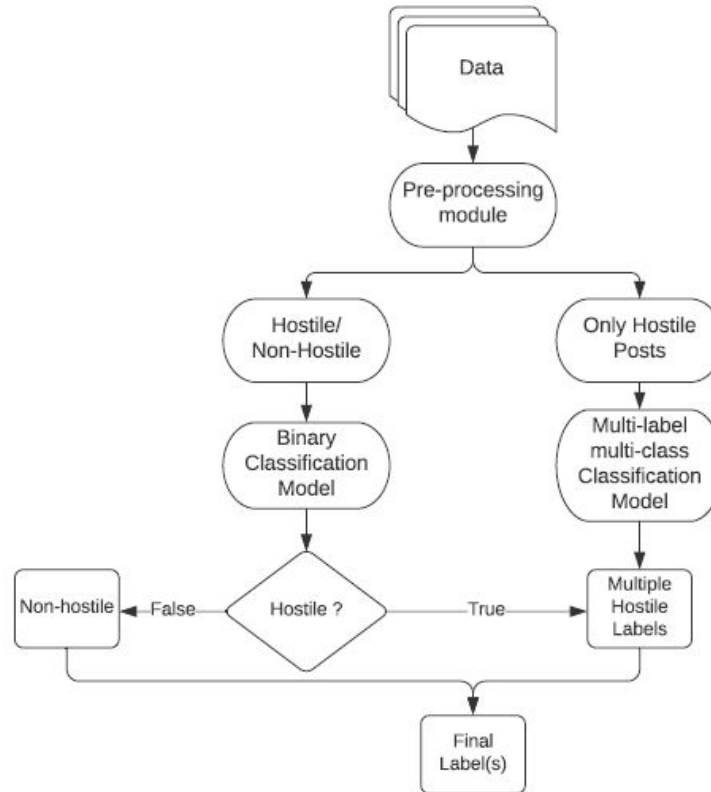 Data
Pre-processing
module
Hostile/
Non-Hostile
Only Hostile
Posts
Binary
Classification
Model
Multi-label
multi-class
Classification
Model
Non-hostile
False
Hostile ?
True
Multiple
Hostile
Labels
Final
Label(s)